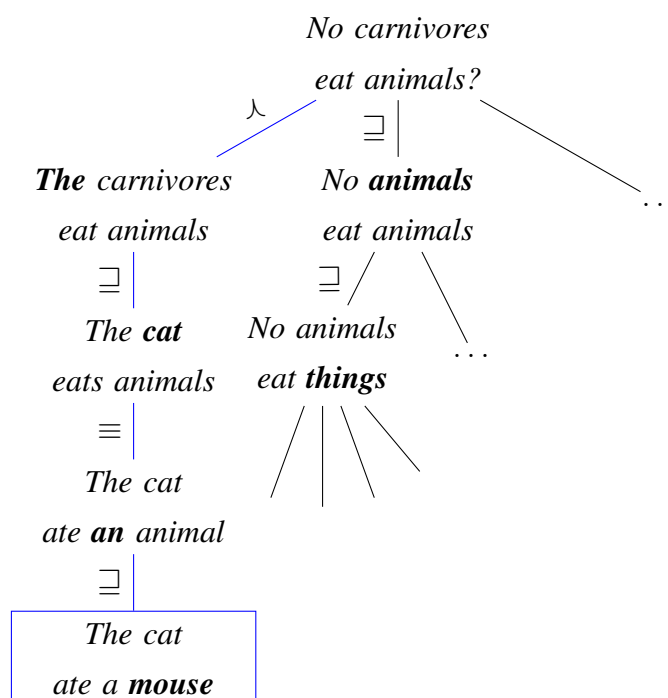 No carnivores
eat animals?
⋏
⊒
The carnivores
eat animals
No animals
eat animals
. .
⊒
⊒
The cat
eats animals
No animals
eat things
. . .
≡
The cat
ate an animal
⊒
The cat
ate a mouse